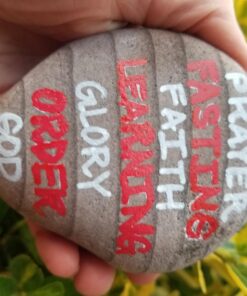 PRAYER
FASTING
FAITH
LEARNING
GLORY
ORDER
GOD